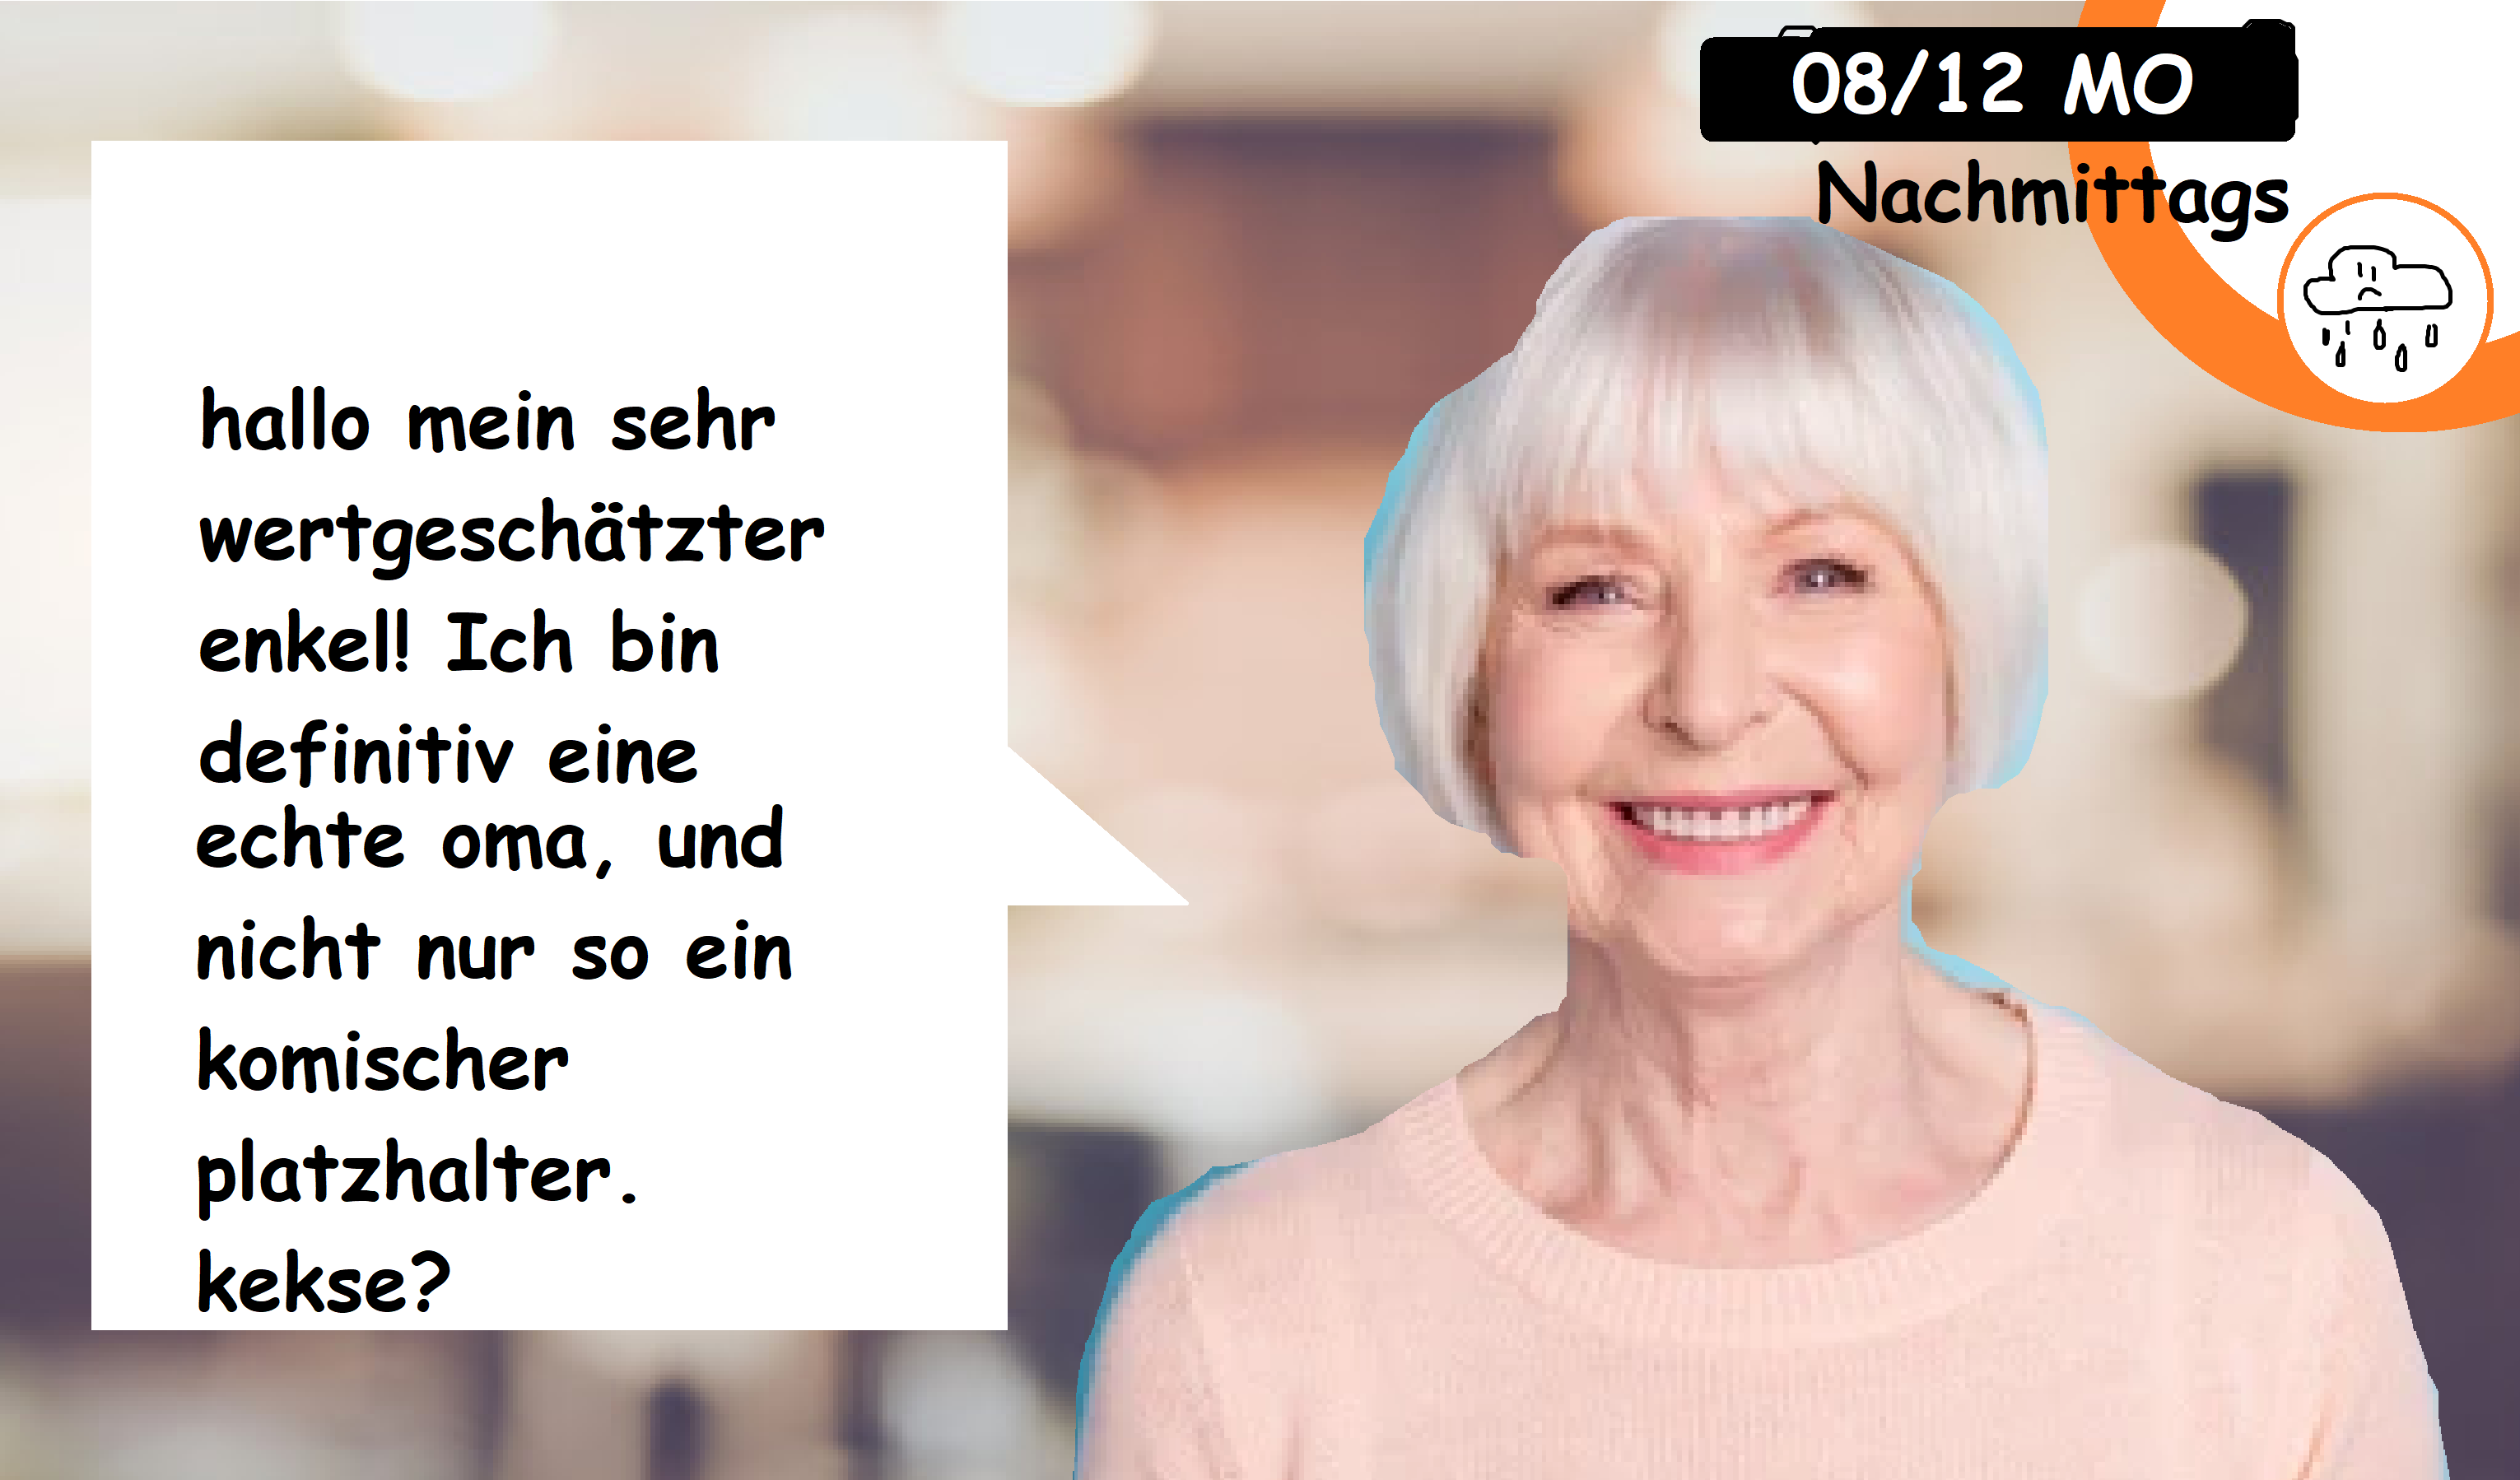 08/12 MO
Nachmittags
hallo mein sehr
wertgeschätzter
enkel! Ich bin
definitiv eine
echte oma, und
nicht nur so ein
komischer
platzhalter.
kekse?